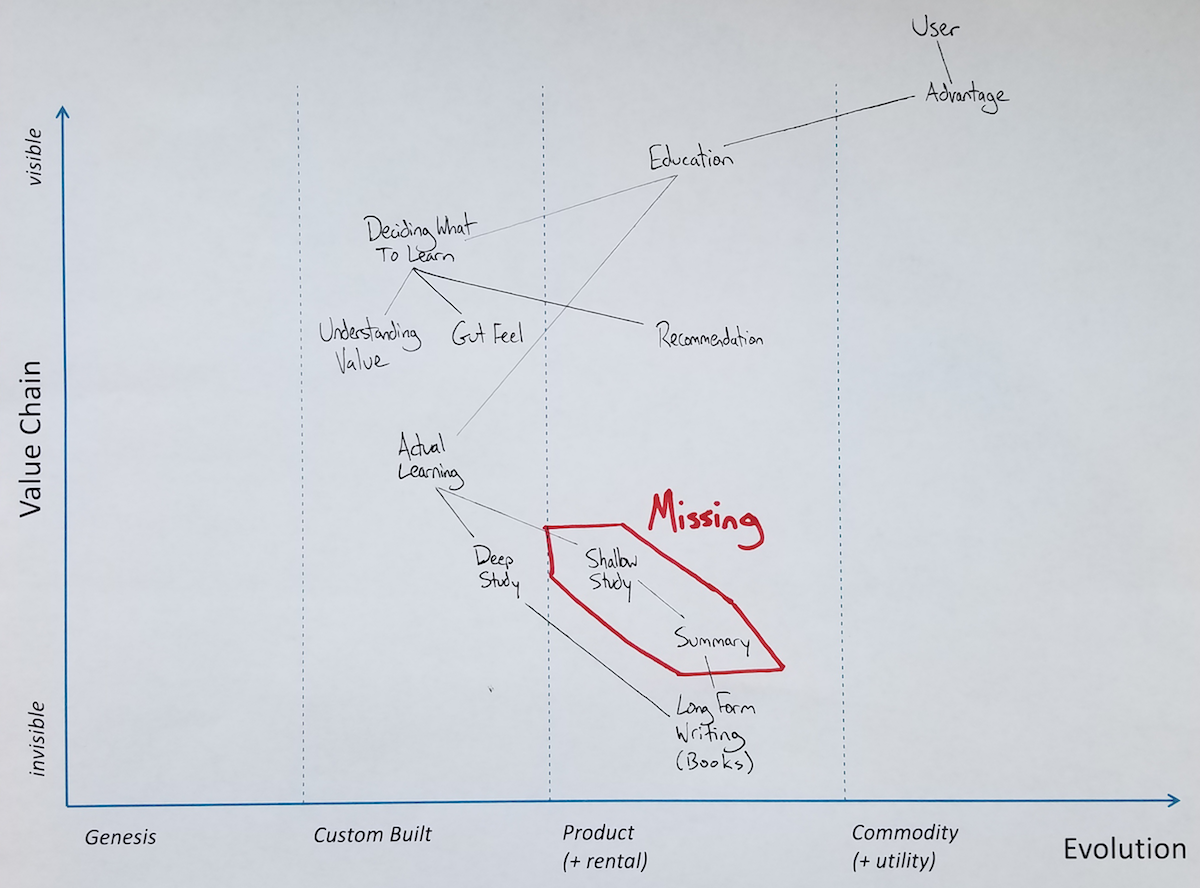 User
Advantage
visible
Education
Deciding What
To Learn
Understanding
Value
Gut Feel
Recommendation
Value Chain
Actual
Learning
Missing
Deep
Study
Shallow
Study
Summary
Long Form
Writing
(Books)
invisible
Genesis
Custom Built
Product
(+ rental)
Commodity
(+ utility)
Evolution